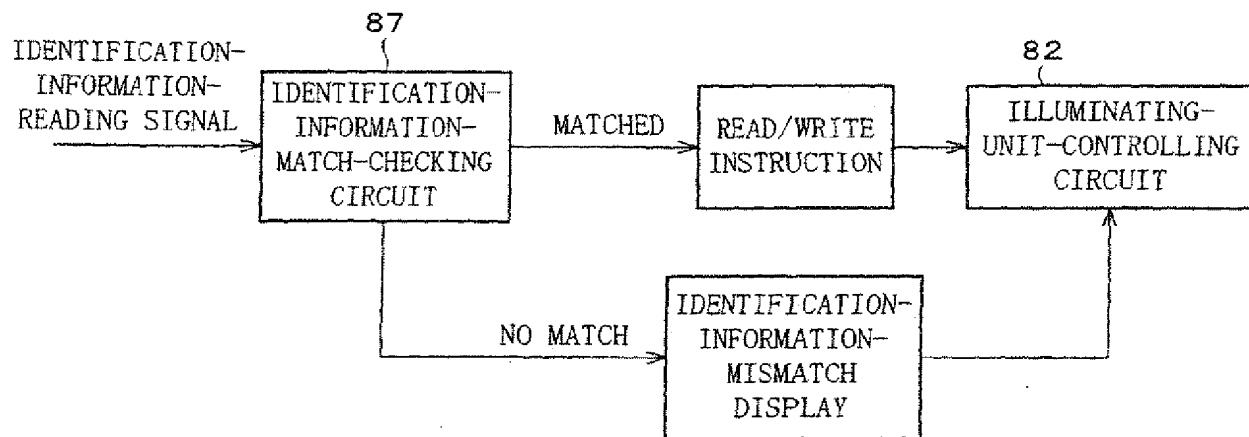 87
IDENTIFICATION-
INFORMATION-
READING SIGNAL
IDENTIFICATION-
INFORMATION-
MATCH-CHECKING
CIRCUIT
MATCHED
READ/WRITE
INSTRUCTION
82
ILLUMINATING-
UNIT-CONTROLLING
CIRCUIT
NO MATCH
IDENTIFICATION-
INFORMATION-
MISMATCH
DISPLAY